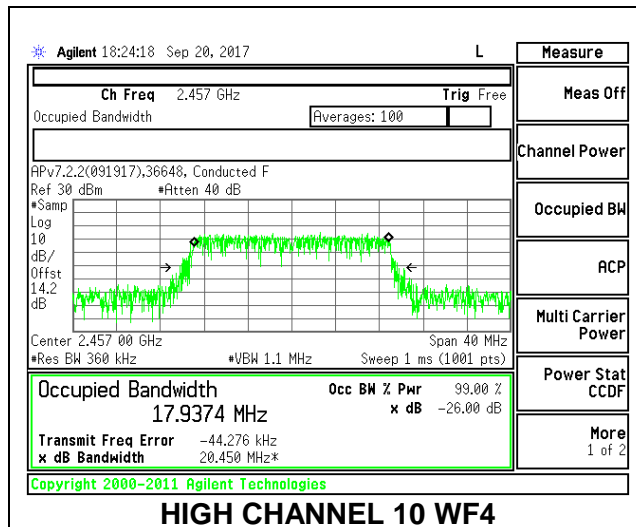 Agilent 18:24:18 Sep 20, 2017 L
Measure
Ch Freq 2.457 GHz Trig Free
Meas Off
Occupied Bandwidth Averages: 100
Channel Power
APv7.2.2(091917),36648, Conducted F
Ref 30 dBm #Atten 40 dB
#Samp
Log
10
dB/
Offst
14.2
dB
Occupied BW
ACP
Center 2.457 00 GHz Span 40 MHz
#Res BW 360 kHz #VBW 1.1 MHz Sweep 1 ms (1001 pts)
Multi Carrier
Power
Occupied Bandwidth Occ BW % Pwr 99.00 %
17.9374 MHz x dB -26.00 dB
Transmit Freq Error -44.276 kHz
x dB Bandwidth 20.450 MHz*
Power Stat
CCDF
More
1 of 2
Copyright 2000-2011 Agilent Technologies
HIGH CHANNEL 10 WF4